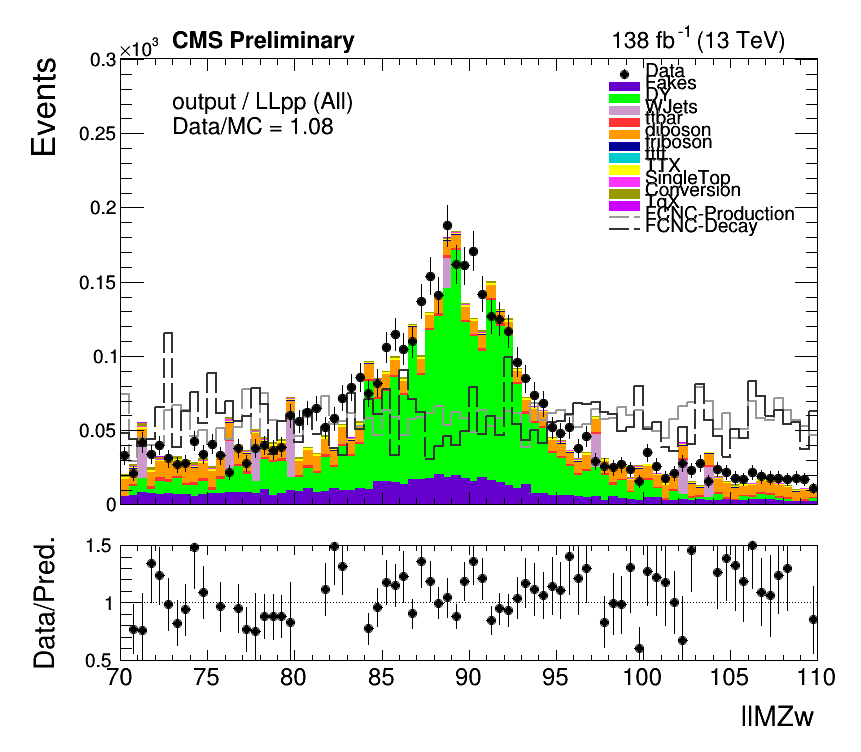 CMS Preliminary
138 fb⁻¹ (13 TeV)
×10³
Events
0.3
0.25
0.2
0.15
0.1
0.05
0
output / LLpp (All)
Data/MC = 1.08
Data
Fakes
DY
WJets
ttbar
diboson
triboson
tttt
TTX
SingleTop
Conversion
TqX
FCNC-Production
FCNC-Decay
Data/Pred.
1.5
1
0.5
70 75 80 85 90 95 100 105 110
llMZw